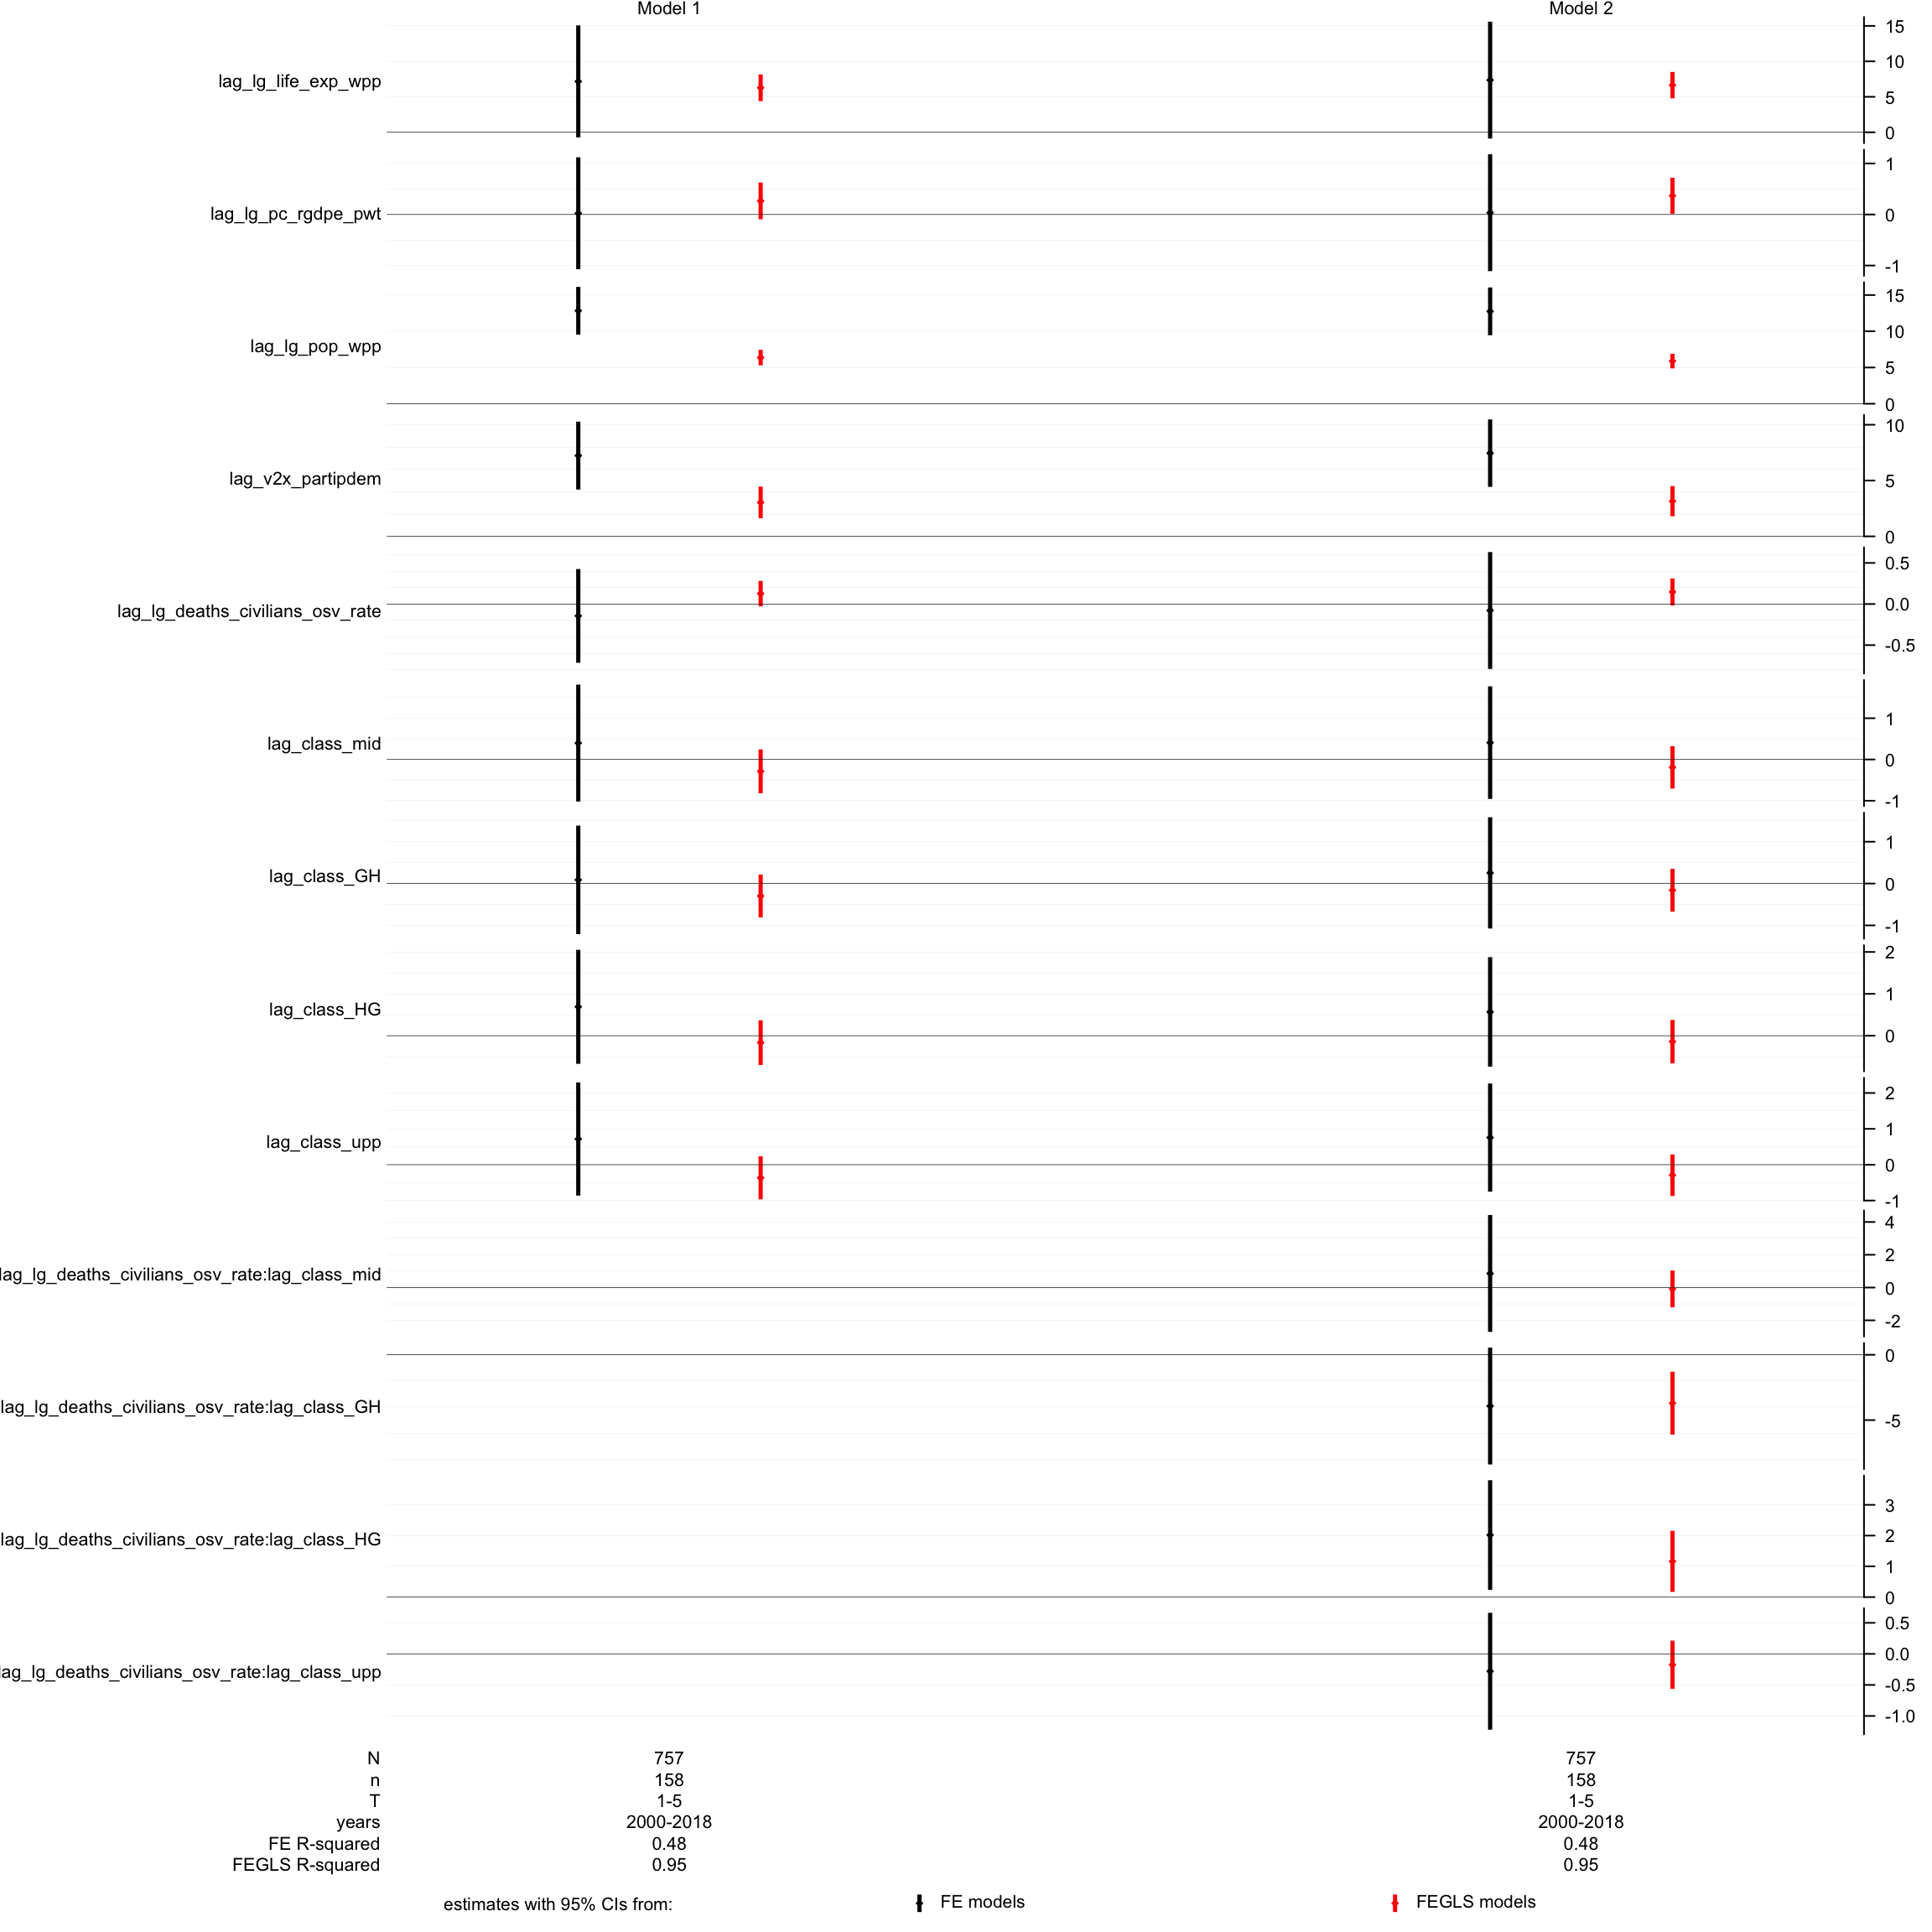 Model 1 Model 2
lag_lg_life_exp_wpp
15
10
5
0
lag_lg_pc_rgdpe_pwt
1
0
-1
lag_lg_pop_wpp
15
10
5
0
lag_v2x_partipdem
10
5
0
lag_lg_deaths_civilians_osv_rate
0.5
0.0
-0.5
lag_class_mid
1
0
-1
lag_class_GH
1
0
-1
lag_class_HG
2
1
0
lag_class_upp
2
1
0
-1
lag_lg_deaths_civilians_osv_rate:lag_class_mid
4
2
0
-2
lag_lg_deaths_civilians_osv_rate:lag_class_GH
0
-5
lag_lg_deaths_civilians_osv_rate:lag_class_HG
3
2
1
0
lag_lg_deaths_civilians_osv_rate:lag_class_upp
0.5
0.0
-0.5
-1.0
N 757 757
n 158 158
T 1-5 1-5
years 2000-2018 2000-2018
FE R-squared 0.48 0.48
FEGLS R-squared 0.95 0.95
estimates with 95% CIs from: FE models FEGLS models